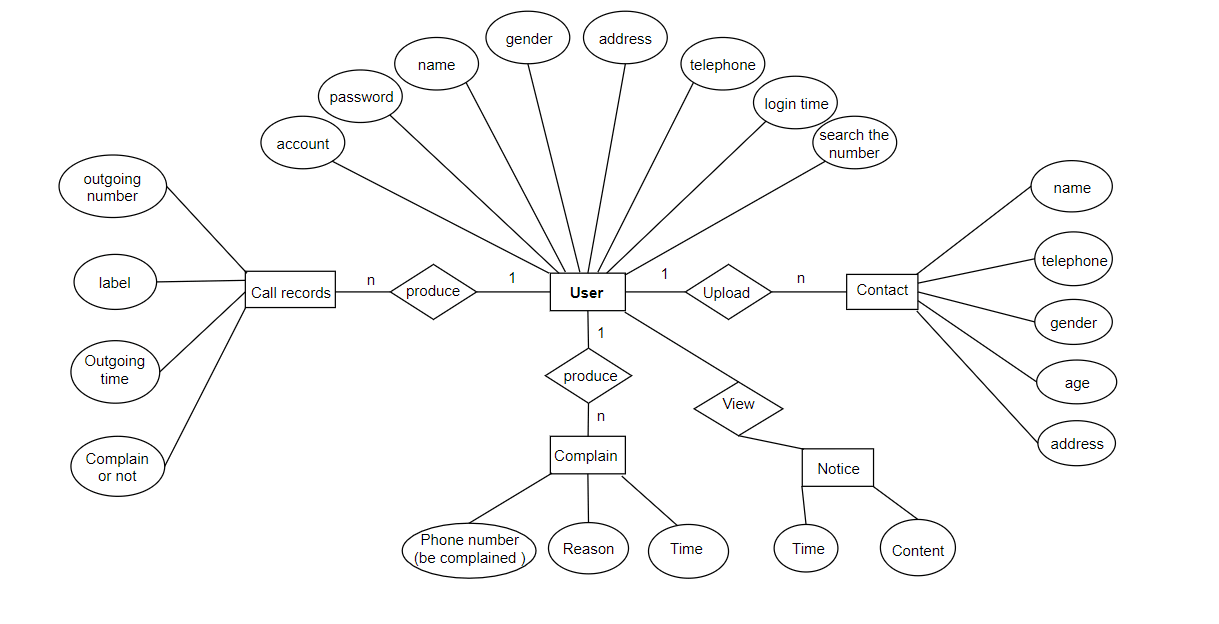 gender
address
name
telephone
password
login time
account
search the
number
outgoing
number
name
label
telephone
Call records
n
produce
1
User
1
Upload
n
Contact
gender
1
Outgoing
time
produce
View
age
n
Complain
or not
Complain
Notice
address
Phone number
(be complained )
Reason
Time
Time
Content